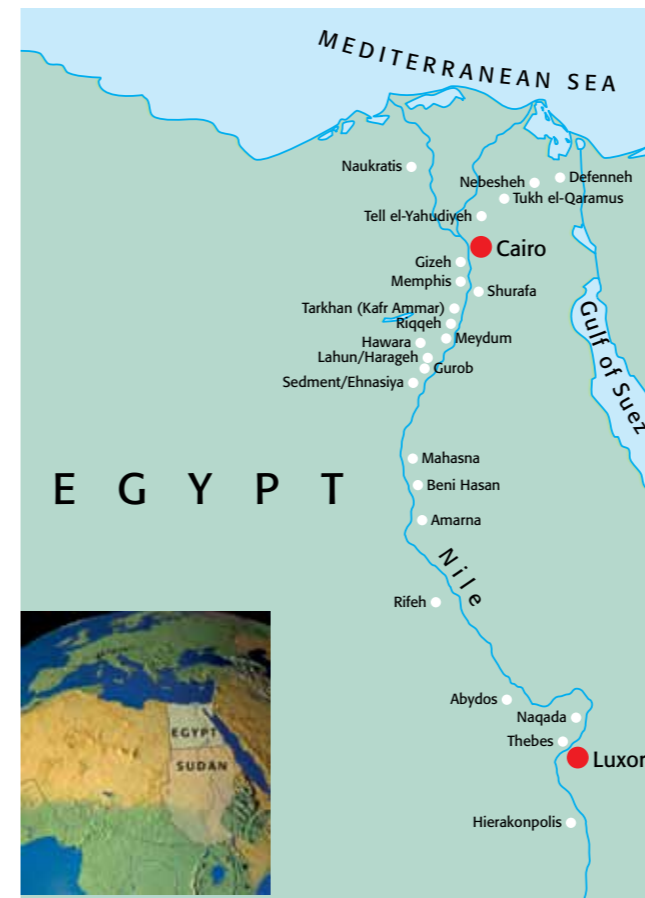 MEDITERRANEAN SEA
Naukratis
Defenneh
Nebesheh
Tukh el-Qaramus
Tell el-Yahudiyeh
Cairo
Gizeh
Memphis
Shurafa
Tarkhan (Kafr Ammar)
Riqqeh
Meydum
Hawara
Lahun/Harageh
Gurob
Sedment/Ehnasiya
Gulf of Suez
Mahasna
EGYPT
Beni Hasan
Amarna
Nile
Rifeh
Abydos
Naqada
Thebes
Luxor
Hierakonpolis
EGYPT
SUDAN